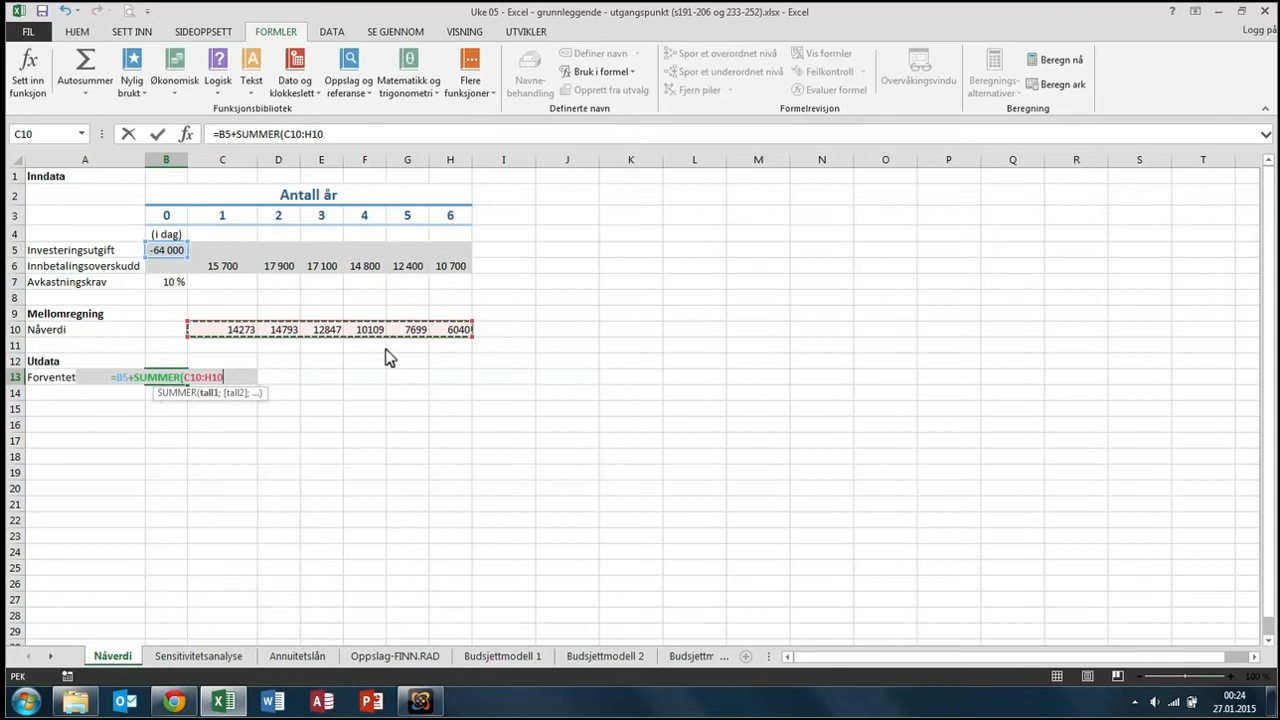 Uke 05 - Excel - grunnleggende - utgangspunkt (s191-206 og 233-252).xlsx - Excel
FIL HJEM SETT INN SIDEOPPSETT FORMLER DATA SE GJENNOM VISNING UTVIKLER Logg på
Sett inn funksjon
Autosummer
Nylig brukt
Økonomisk
Logisk
Tekst
Dato og klokkeslett
Oppslag og referanse
Matematikk og trigonometri
Flere funksjoner
Funksjonsbibliotek
Navne-behandling
Definer navn
Bruk i formel
Opprett fra utvalg
Definerte navn
Spor et overordnet nivå
Spor et underordnet nivå
Fjern piler
Vis formler
Feilkontroll
Evaluer formel
Formelrevisjon
Overvåkingsvindu
Beregnings-alternativer
Beregn nå
Beregn ark
Beregning
C10 fx =B5+SUMMER(C10:H10
A B C D E F G H I J K L M N O P Q R S T
1 Inndata
2 Antall år
3 0 1 2 3 4 5 6
4 (i dag)
5 Investeringsutgift -64 000
6 Innbetalingsoverskudd 15 700 17 900 17 100 14 800 12 400 10 700
7 Avkastningskrav 10 %
8
9 Mellomregning
10 Nåverdi 14273 14793 12847 10109 7699 6040
11
12 Utdata
13 Forventet =B5+SUMMER(C10:H10
14 SUMMER(tall1; [tall2]; ...)
15
16
17
18
19
20
21
22
23
24
25
26
27
28
29
Nåverdi Sensitivitetsanalyse Annuitetslån Oppslag-FINN.RAD Budsjettmodell 1 Budsjettmodell 2 Budsjettm ...
PEK 100 %
00:24
27.01.2015